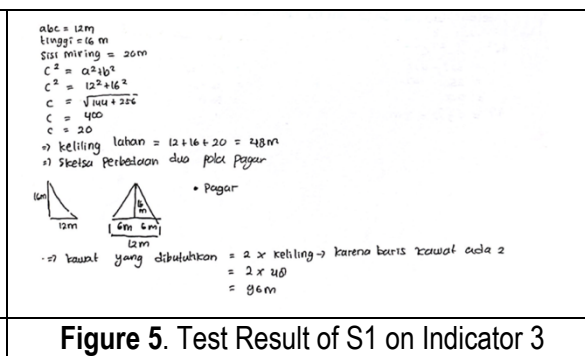 abc = 12m
tinggi = 16 m
sisi miring = 20m
c² = a²+b²
c² = 12²+16²
c = √144 + 256
c = 400
c = 20
=> keliling lahan = 12 + 16 + 20 = 48m
=> Sketsa Perbedaan dua pola pagar
16m
12m
16 m
6m 6m
12m
• Pagar
=> kawat yang dibutuhkan = 2 x keliling → karena baris kawat ada 2
= 2 x 48
= 96m
Figure 5. Test Result of S1 on Indicator 3